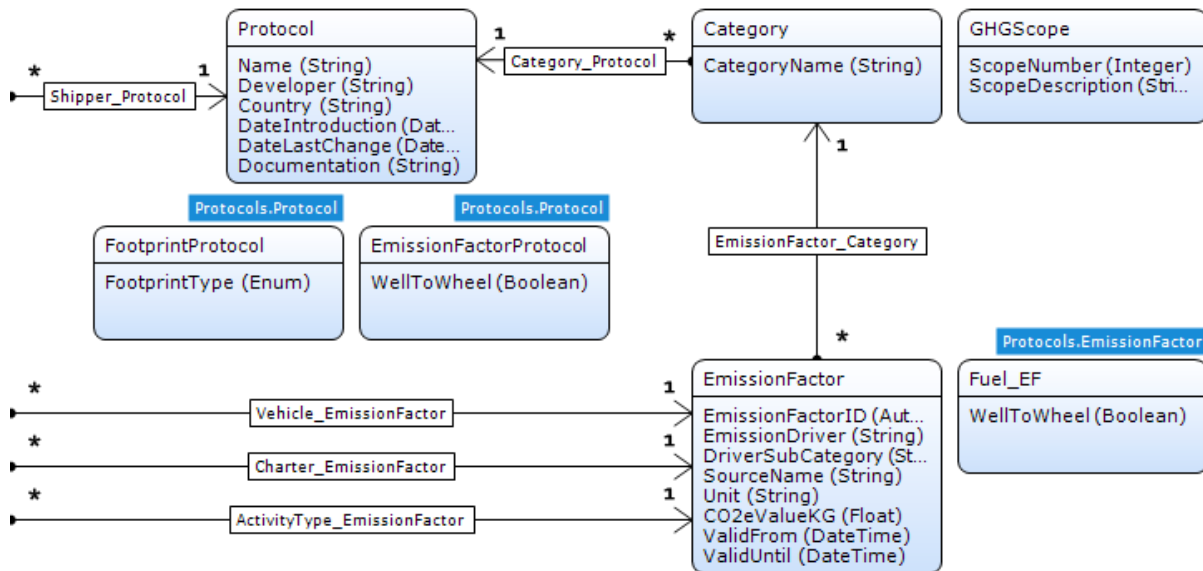 Protocol
Name (String)
Developer (String)
Country (String)
DateIntroduction (Dat...
DateLastChange (Date...
Documentation (String)
Category
CategoryName (String)
GHGScope
ScopeNumber (Integer)
ScopeDescription (Stri...
* Shipper_Protocol 1
1 Category_Protocol *
Protocols.Protocol
FootprintProtocol
FootprintType (Enum)
Protocols.Protocol
EmissionFactorProtocol
WellToWheel (Boolean)
1
EmissionFactor_Category
*
* Vehicle_EmissionFactor 1
* Charter_EmissionFactor 1
* ActivityType_EmissionFactor 1
EmissionFactor
EmissionFactorID (Aut...
EmissionDriver (String)
DriverSubCategory (St...
SourceName (String)
Unit (String)
CO2eValueKG (Float)
ValidFrom (DateTime)
ValidUntil (DateTime)
Protocols.EmissionFactor
Fuel_EF
WellToWheel (Boolean)